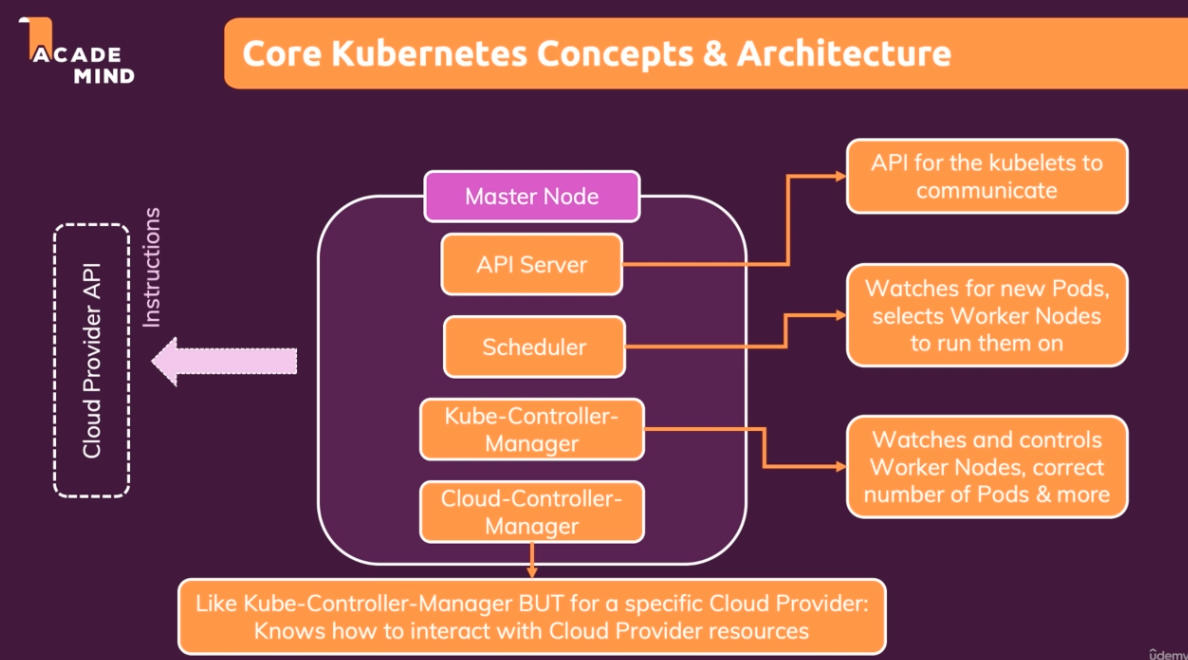 ACADE
MIND
Core Kubernetes Concepts & Architecture
Cloud Provider API
Instructions
Master Node
API Server
Scheduler
Kube-Controller-
Manager
Cloud-Controller-
Manager
API for the kubelets to
communicate
Watches for new Pods,
selects Worker Nodes
to run them on
Watches and controls
Worker Nodes, correct
number of Pods & more
Like Kube-Controller-Manager BUT for a specific Cloud Provider:
Knows how to interact with Cloud Provider resources
ûdemy